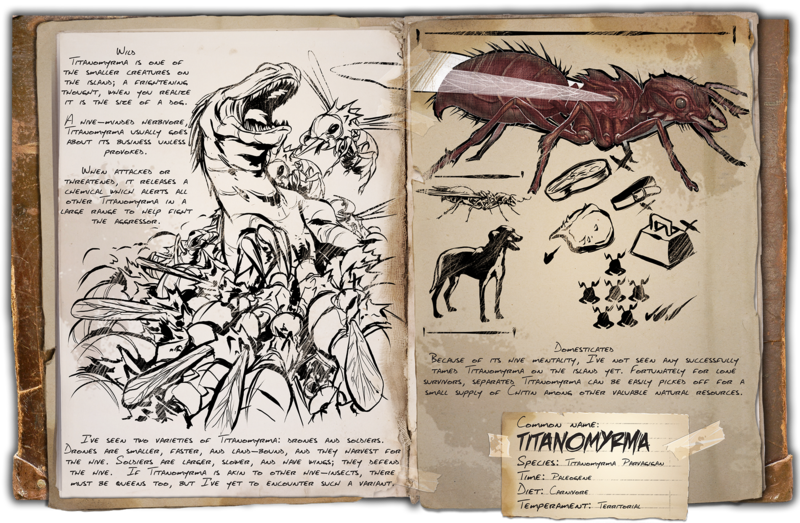 Wild
Titanomyrma is one of
the smaller creatures on
the island; a frightening
thought, when you realize
it is the size of a dog.
A hive-minded herbivore,
Titanomyrma usually goes
about its business unless
provoked.
When attacked or
threatened, it releases a
chemical which alerts all
other Titanomyrma in a
large range to help fight
the aggressor.
I've seen two varieties of Titanomyrma: drones and soldiers.
Drones are smaller, faster, and land-bound, and they harvest for
the hive. Soldiers are larger, slower, and have wings; they defend
the hive. If Titanomyrma is akin to other hive-insects, there
must be queens too, but I've yet to encounter such a variant.
Domesticated
Because of its hive mentality, I've not seen any successfully
tamed Titanomyrma on the island yet. Fortunately for lone
survivors, separated Titanomyrma can be easily picked off for a
small supply of Chitin among other valuable natural resources.
Common name:
Titanomyrma
Species: Titanomyrma Parvagigan
Time: Paleogene
Diet: Carnivore
Temperament: Territorial